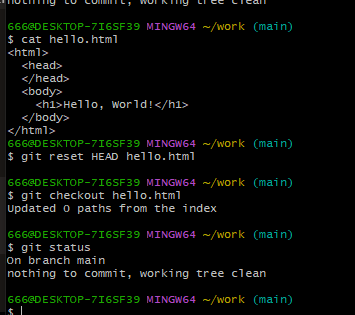 nothing to commit, working tree clean
666@DESKTOP-7I6SF39 MINGW64 ~/work (main)
$ cat hello.html
<html>
  <head>
  </head>
  <body>
    <h1>Hello, World!</h1>
  </body>
</html>
666@DESKTOP-7I6SF39 MINGW64 ~/work (main)
$ git reset HEAD hello.html
666@DESKTOP-7I6SF39 MINGW64 ~/work (main)
$ git checkout hello.html
Updated 0 paths from the index
666@DESKTOP-7I6SF39 MINGW64 ~/work (main)
$ git status
On branch main
nothing to commit, working tree clean
666@DESKTOP-7I6SF39 MINGW64 ~/work (main)
$